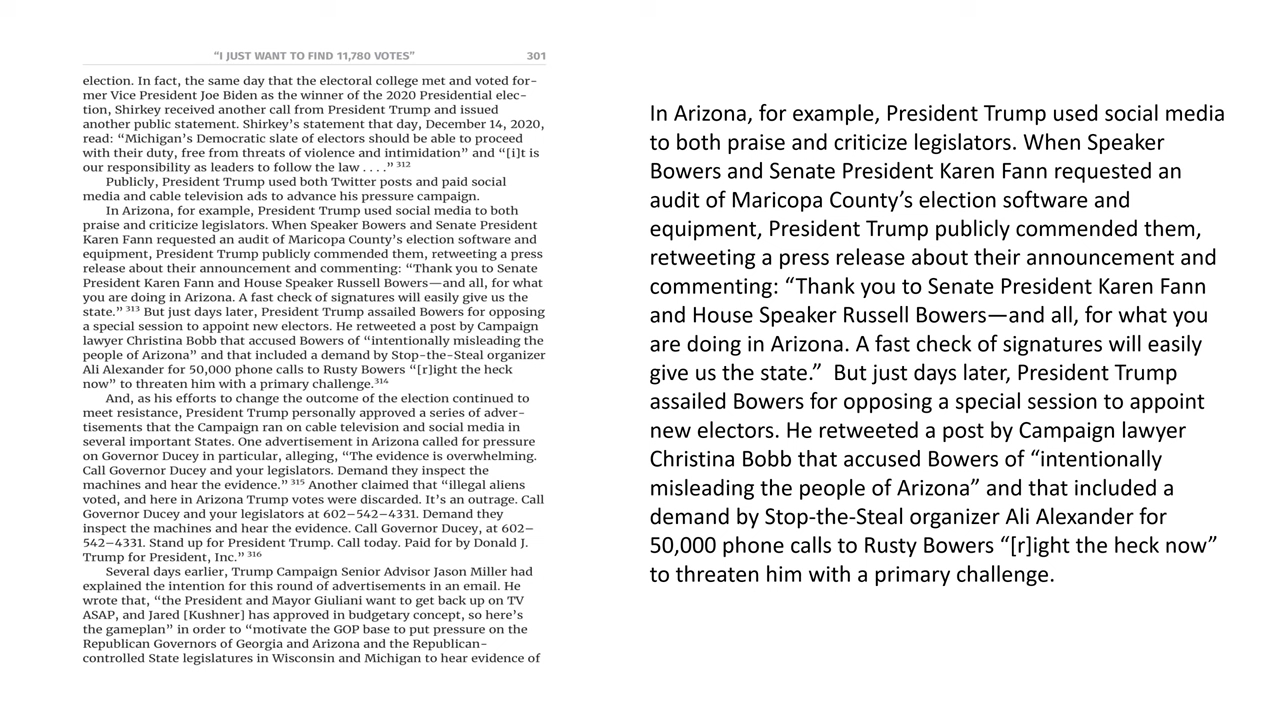 “I JUST WANT TO FIND 11,780 VOTES” 301
election. In fact, the same day that the electoral college met and voted for-
mer Vice President Joe Biden as the winner of the 2020 Presidential elec-
tion, Shirkey received another call from President Trump and issued
another public statement. Shirkey’s statement that day, December 14, 2020,
read: “Michigan’s Democratic slate of electors should be able to proceed
with their duty, free from threats of violence and intimidation” and “[i]t is
our responsibility as leaders to follow the law . . . .” 312
Publicly, President Trump used both Twitter posts and paid social
media and cable television ads to advance his pressure campaign.
In Arizona, for example, President Trump used social media to both
praise and criticize legislators. When Speaker Bowers and Senate President
Karen Fann requested an audit of Maricopa County’s election software and
equipment, President Trump publicly commended them, retweeting a press
release about their announcement and commenting: “Thank you to Senate
President Karen Fann and House Speaker Russell Bowers—and all, for what
you are doing in Arizona. A fast check of signatures will easily give us the
state.” 313 But just days later, President Trump assailed Bowers for opposing
a special session to appoint new electors. He retweeted a post by Campaign
lawyer Christina Bobb that accused Bowers of “intentionally misleading the
people of Arizona” and that included a demand by Stop-the-Steal organizer
Ali Alexander for 50,000 phone calls to Rusty Bowers “[r]ight the heck
now” to threaten him with a primary challenge.314
And, as his efforts to change the outcome of the election continued to
meet resistance, President Trump personally approved a series of adver-
tisements that the Campaign ran on cable television and social media in
several important States. One advertisement in Arizona called for pressure
on Governor Ducey in particular, alleging, “The evidence is overwhelming.
Call Governor Ducey and your legislators. Demand they inspect the
machines and hear the evidence.” 315 Another claimed that “illegal aliens
voted, and here in Arizona Trump votes were discarded. It’s an outrage. Call
Governor Ducey and your legislators at 602–542–4331. Demand they
inspect the machines and hear the evidence. Call Governor Ducey, at 602–
542–4331. Stand up for President Trump. Call today. Paid for by Donald J.
Trump for President, Inc.” 316
Several days earlier, Trump Campaign Senior Advisor Jason Miller had
explained the intention for this round of advertisements in an email. He
wrote that, “the President and Mayor Giuliani want to get back up on TV
ASAP, and Jared [Kushner] has approved in budgetary concept, so here’s
the gameplan” in order to “motivate the GOP base to put pressure on the
Republican Governors of Georgia and Arizona and the Republican-
controlled State legislatures in Wisconsin and Michigan to hear evidence of
In Arizona, for example, President Trump used social media
to both praise and criticize legislators. When Speaker
Bowers and Senate President Karen Fann requested an
audit of Maricopa County’s election software and
equipment, President Trump publicly commended them,
retweeting a press release about their announcement and
commenting: “Thank you to Senate President Karen Fann
and House Speaker Russell Bowers—and all, for what you
are doing in Arizona. A fast check of signatures will easily
give us the state.”  But just days later, President Trump
assailed Bowers for opposing a special session to appoint
new electors. He retweeted a post by Campaign lawyer
Christina Bobb that accused Bowers of “intentionally
misleading the people of Arizona” and that included a
demand by Stop-the-Steal organizer Ali Alexander for
50,000 phone calls to Rusty Bowers “[r]ight the heck now”
to threaten him with a primary challenge.